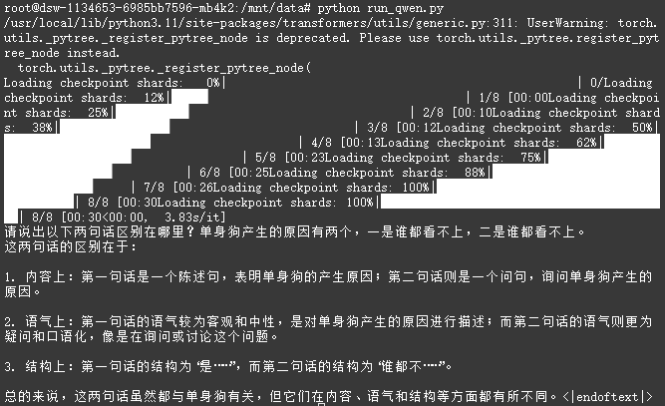 root@dsw-1134653-6985bb7596-mb4k2:/mnt/data# python run_qwen.py
/usr/local/lib/python3.11/site-packages/transformers/utils/generic.py:311: UserWarning: torch.
utils._pytree._register_pytree_node is deprecated. Please use torch.utils._pytree.register_pyt
ree_node instead.
torch.utils._pytree._register_pytree_node(
Loading checkpoint shards:   0%| | 0/Loading
checkpoint shards:  12%| | 1/8 [00:00Loading checkpoi
nt shards:  25%| | 2/8 [00:10Loading checkpoint shard
s:  38%| | 3/8 [00:12Loading checkpoint shards:  50%|
| 4/8 [00:13Loading checkpoint shards:  62%|
| 5/8 [00:23Loading checkpoint shards:  75%|
| 6/8 [00:25Loading checkpoint shards:  88%|
| 7/8 [00:26Loading checkpoint shards: 100%|
| 8/8 [00:30Loading checkpoint shards: 100%|
| 8/8 [00:30<00:00,  3.83s/it]
请说出以下两句话区别在哪里？单身狗产生的原因有两个，一是谁都看不上，二是谁都看不上。
这两句话的区别在于：
1. 内容上：第一句话是一个陈述句，表明单身狗的产生原因；第二句话则是一个问句，询问单身狗产生的
原因。
2. 语气上：第一句话的语气较为客观和中性，是对单身狗产生的原因进行描述；而第二句话的语气则更为
疑问和口语化，像是在询问或讨论这个问题。
3. 结构上：第一句话的结构为“是……”，而第二句话的结构为“谁都不……”。
总的来说，这两句话虽然都与单身狗有关，但它们在内容、语气和结构等方面都有所不同。<|endoftext|>